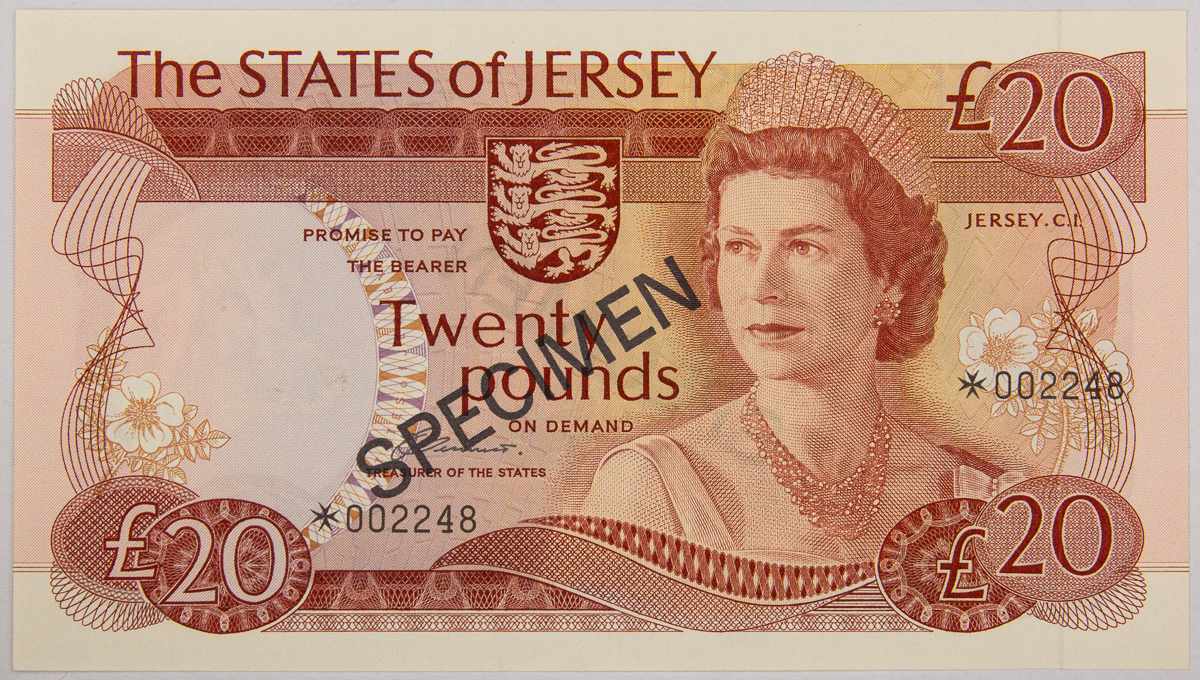 The STATES of JERSEY
£20
JERSEY.C.I.
PROMISE TO PAY
THE BEARER
Twenty
pounds
SPECIMEN
ON DEMAND
TREASURER OF THE STATES
*002248
*002248
£20
£20